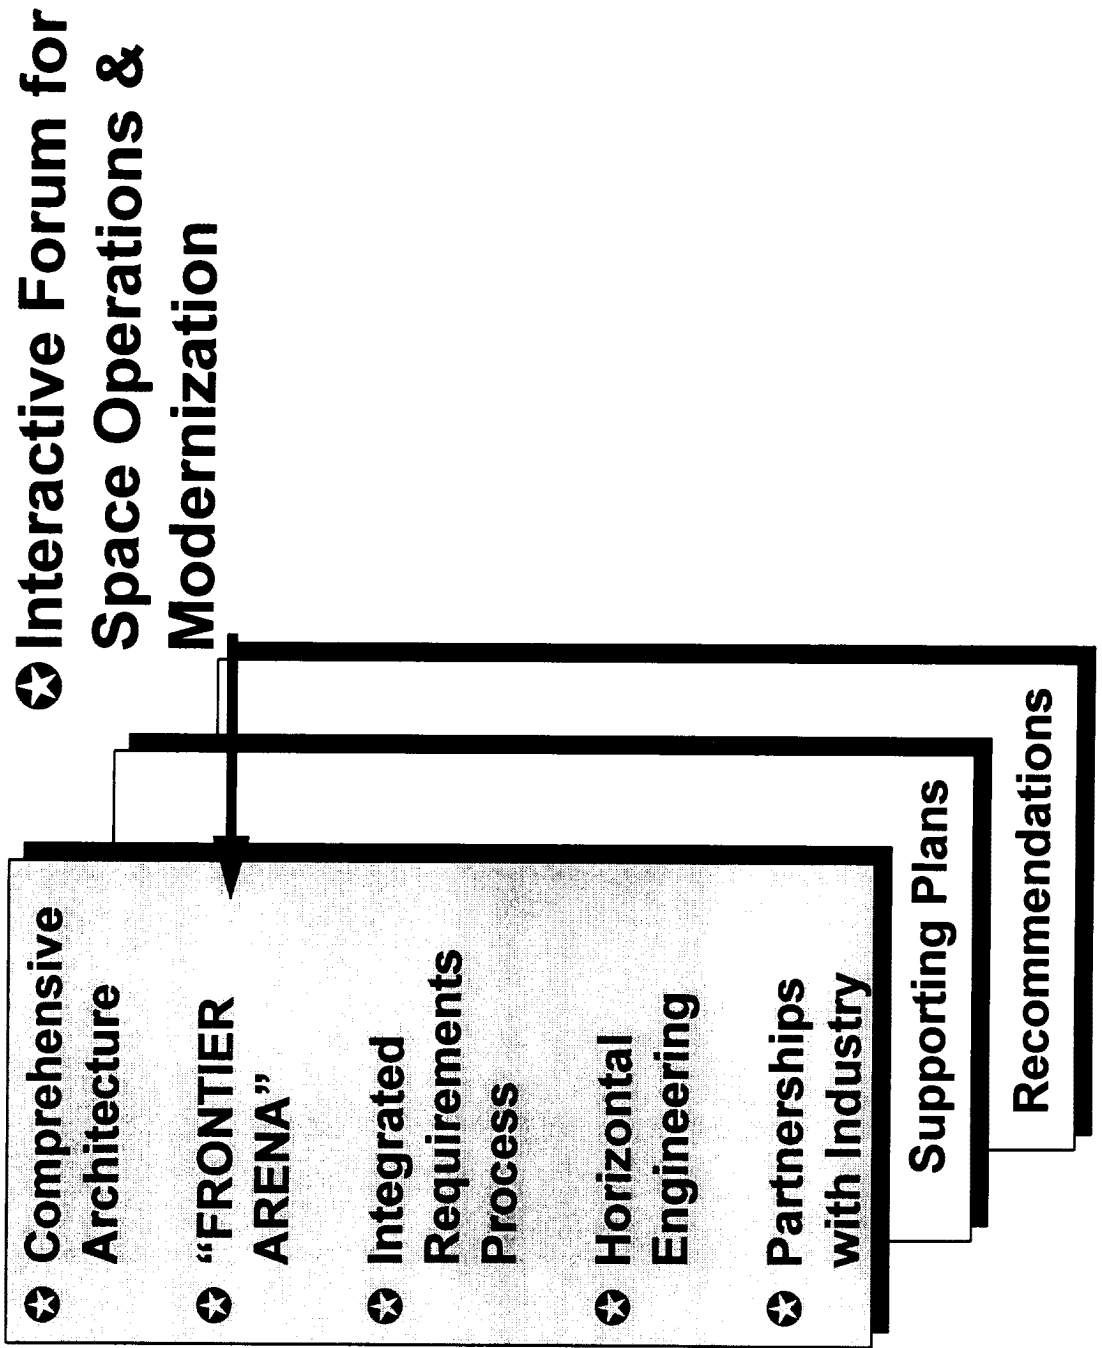 Comprehensive
Architecture
“FRONTIER
ARENA”
Integrated
Requirements
Process
Horizontal
Engineering
Partnerships
with Industry
Supporting Plans
Recommendations
Interactive Forum for
Space Operations &
Modernization